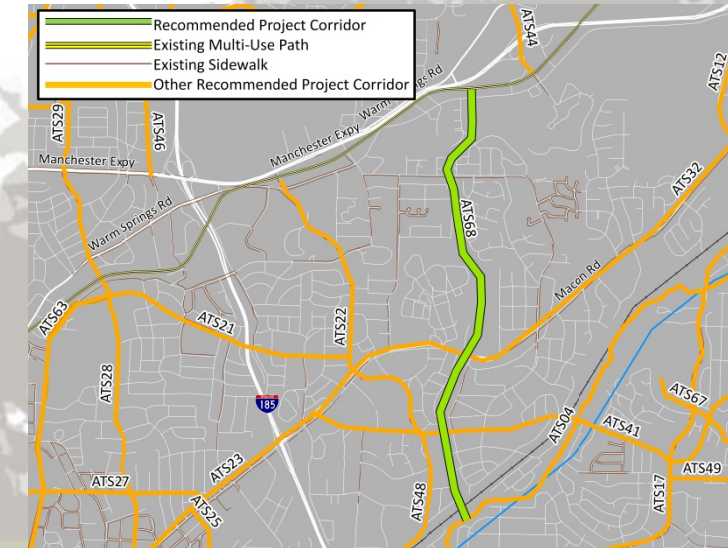 Recommended Project Corridor
Existing Multi-Use Path
Existing Sidewalk
Other Recommended Project Corridor
ATS44
ATS12
Warm Springs Rd
ATS29
ATS46
Manchester Expy
Manchester Expy
ATS32
ATS68
Warm Springs Rd
Macon Rd
ATS63
ATS21
ATS22
ATS28
185
ATS67
ATS04
ATS41
ATS23
ATS49
ATS27
ATS48
ATS17
ATS25